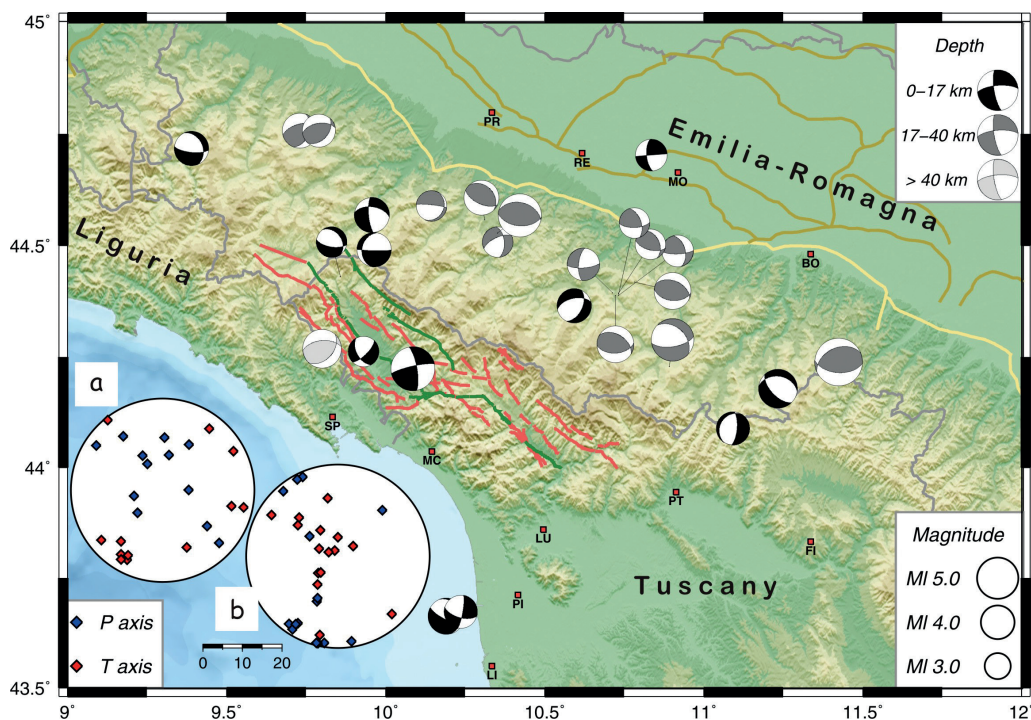 45°
44.5°
44°
43.5°
9°
9.5°
10°
10.5°
11°
11.5°
12
Depth
0–17 km
17–40 km
> 40 km
Emilia-Romagna
Liguria
Tuscany
PR
RE
MO
BO
SP
MC
PT
LU
FI
PI
LI
a
b
P axis
T axis
0 10 20
Magnitude
Ml 5.0
Ml 4.0
Ml 3.0